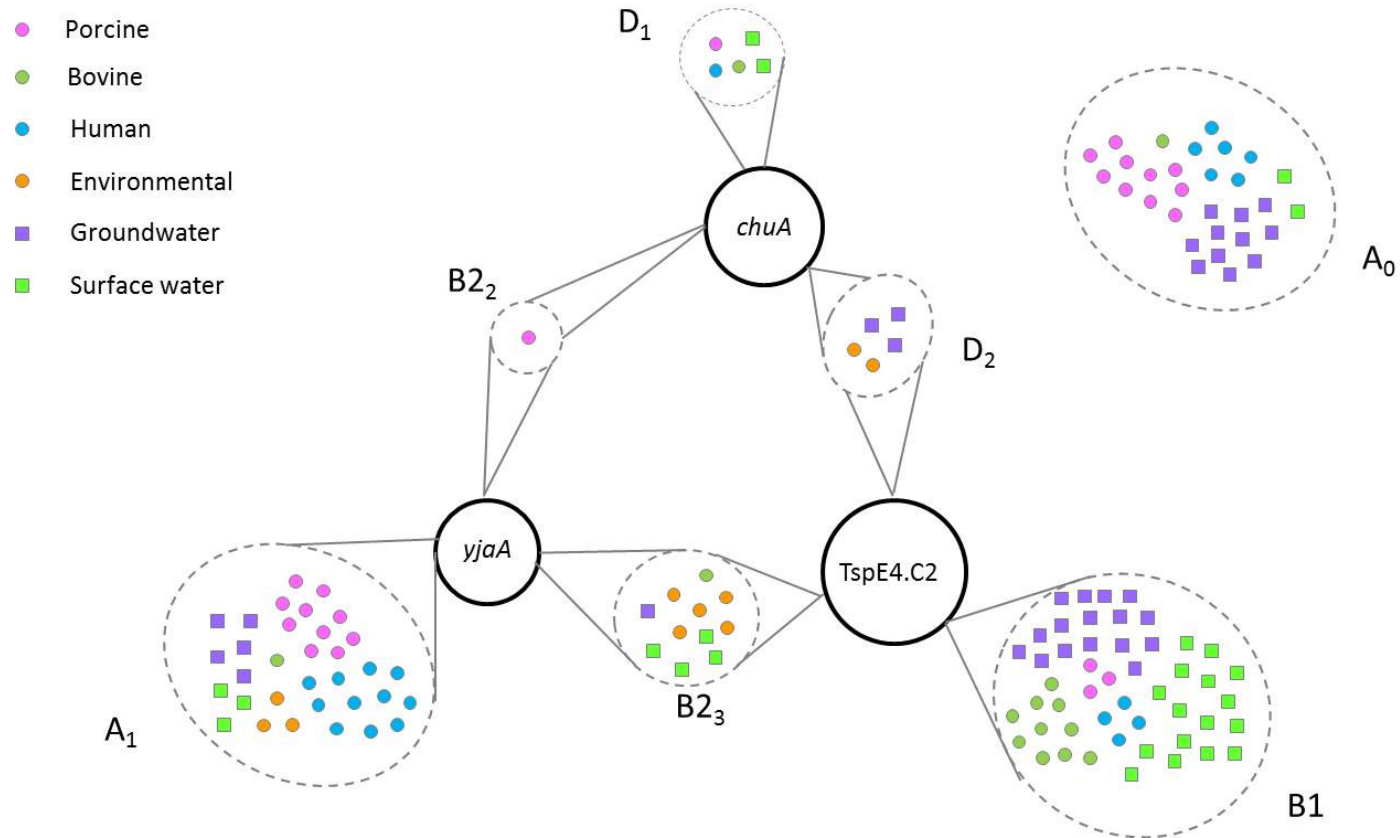 Porcine
Bovine
Human
Environmental
Groundwater
Surface water
D₁
chuA
A₀
B2₂
D₂
yjaA
TspE4.C2
A₁
B2₃
B1